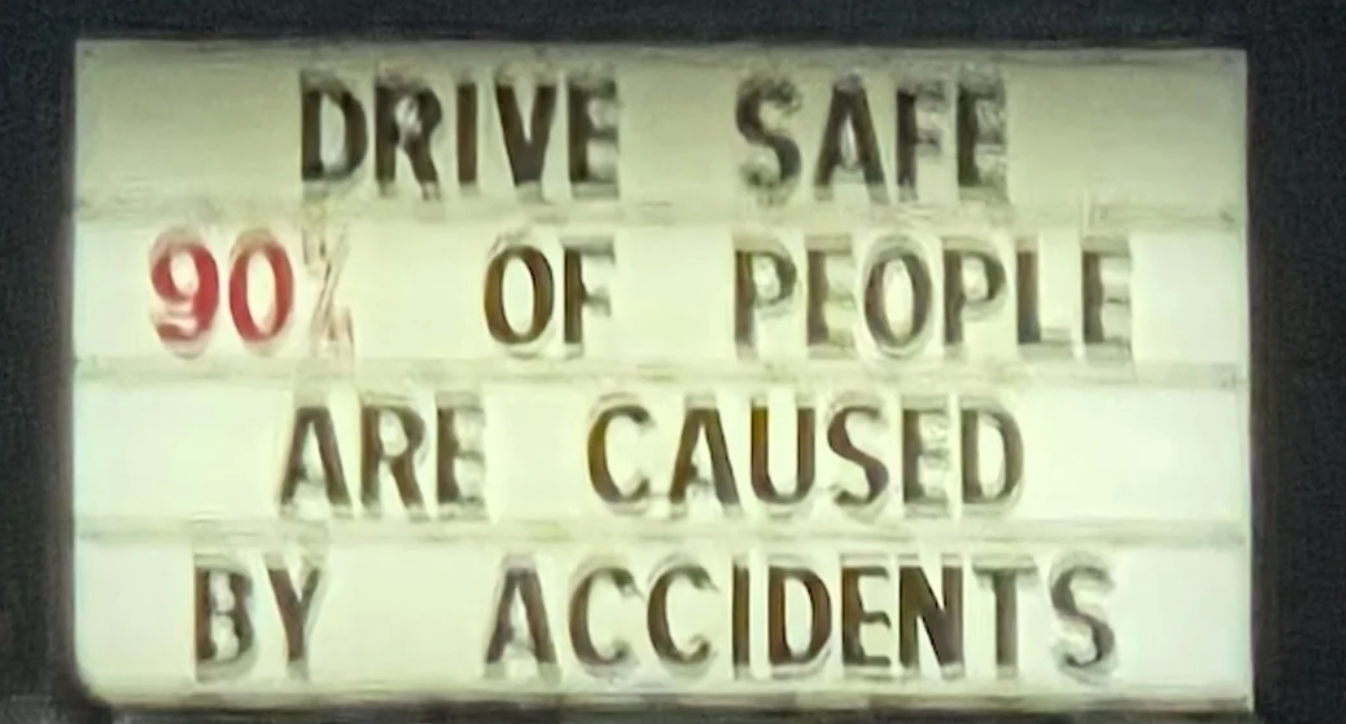 DRIVE SAFE
90% OF PEOPLE
ARE CAUSED
BY ACCIDENTS